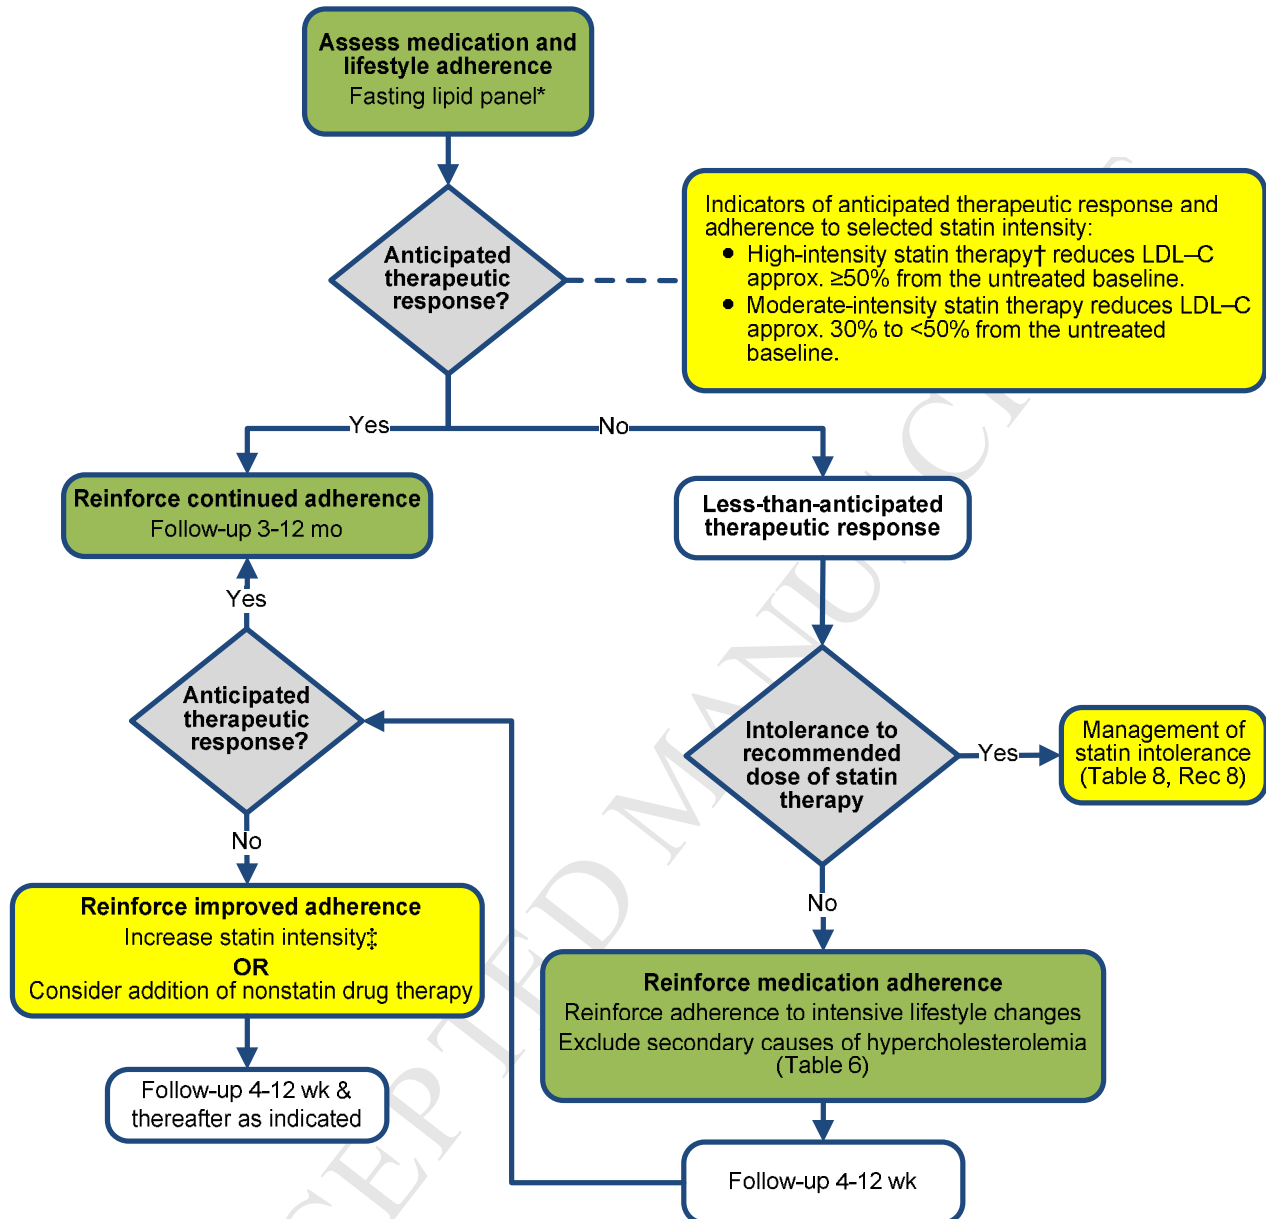 Assess medication and
lifestyle adherence
Fasting lipid panel*
Anticipated
therapeutic
response?
Indicators of anticipated therapeutic response and
adherence to selected statin intensity:
● High-intensity statin therapy† reduces LDL–C
approx. ≥50% from the untreated baseline.
● Moderate-intensity statin therapy reduces LDL–C
approx. 30% to <50% from the untreated
baseline.
Yes
No
Reinforce continued adherence
Follow-up 3-12 mo
Less-than-anticipated
therapeutic response
Yes
Anticipated
therapeutic
response?
Intolerance to
recommended
dose of statin
therapy
Yes
Management of
statin intolerance
(Table 8, Rec 8)
No
Reinforce improved adherence
Increase statin intensity‡
OR
Consider addition of nonstatin drug therapy
No
Reinforce medication adherence
Reinforce adherence to intensive lifestyle changes
Exclude secondary causes of hypercholesterolemia
(Table 6)
Follow-up 4-12 wk &
thereafter as indicated
Follow-up 4-12 wk